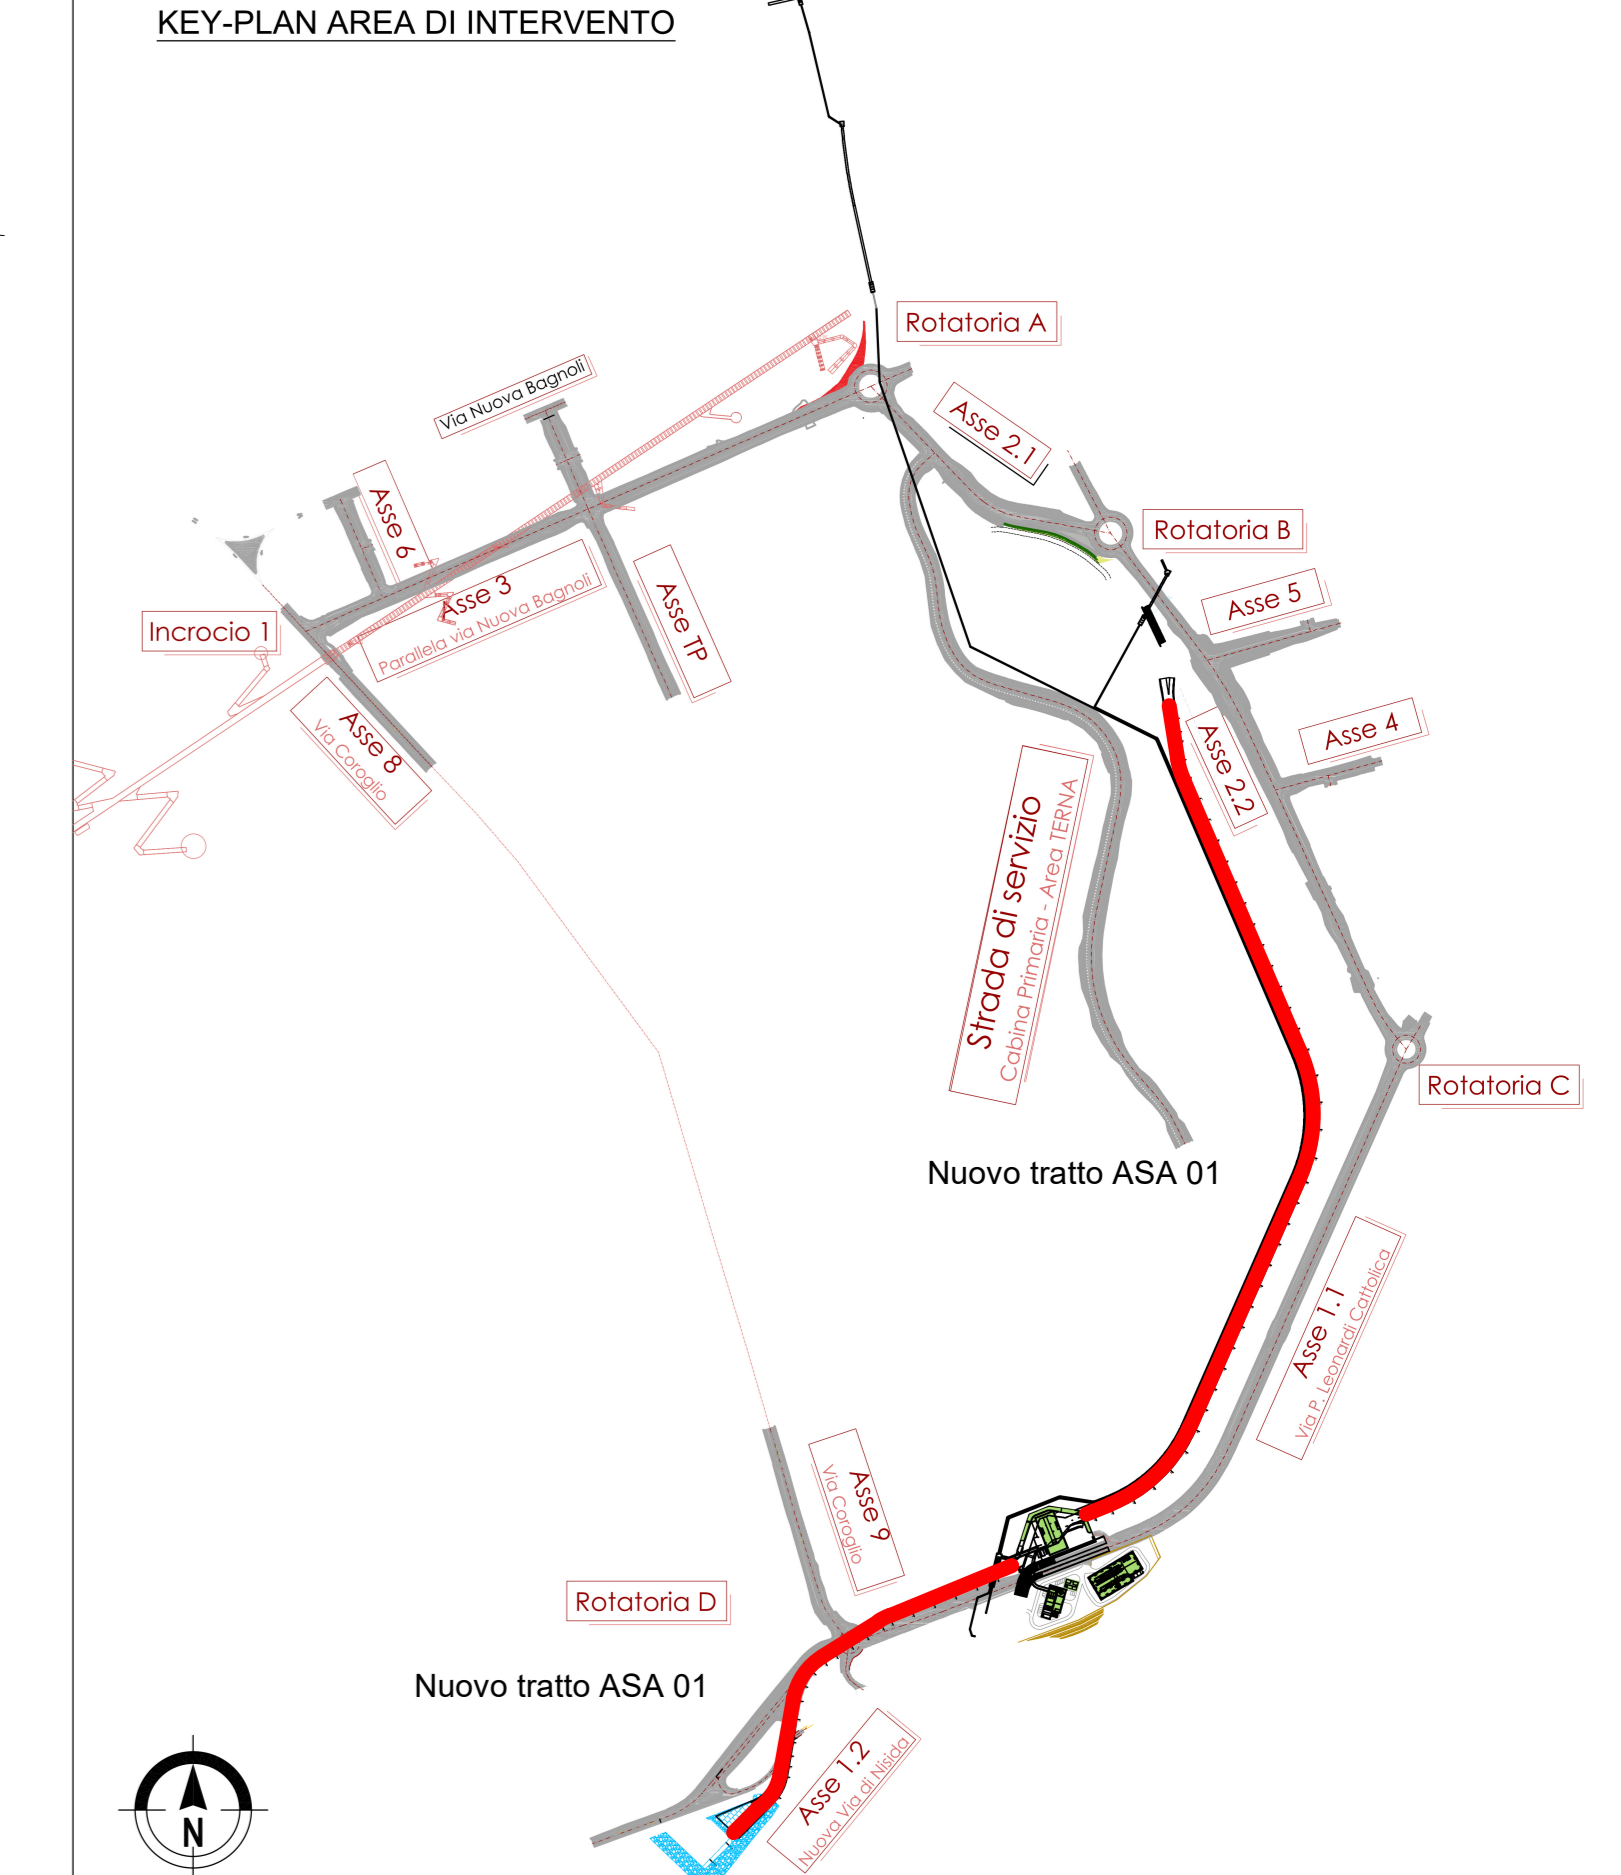 KEY-PLAN AREA DI INTERVENTO
Rotatoria A
Via Nuova Bagnoli
Asse 2.1
Asse 6
Rotatoria B
Asse 3
Parallela via Nuova Bagnoli
Asse TP
Asse 5
Incrocio 1
Asse 8
Via Coroglio
Asse 2.2
Asse 4
Strada di servizio
Cabina Primaria - Area TERNA
Rotatoria C
Nuovo tratto ASA 01
Asse 1.1
Via P. Leonardi Cattolica
Asse 9
Via Coroglio
Rotatoria D
Nuovo tratto ASA 01
Asse 1.2
Nuova Via di Nisida
N